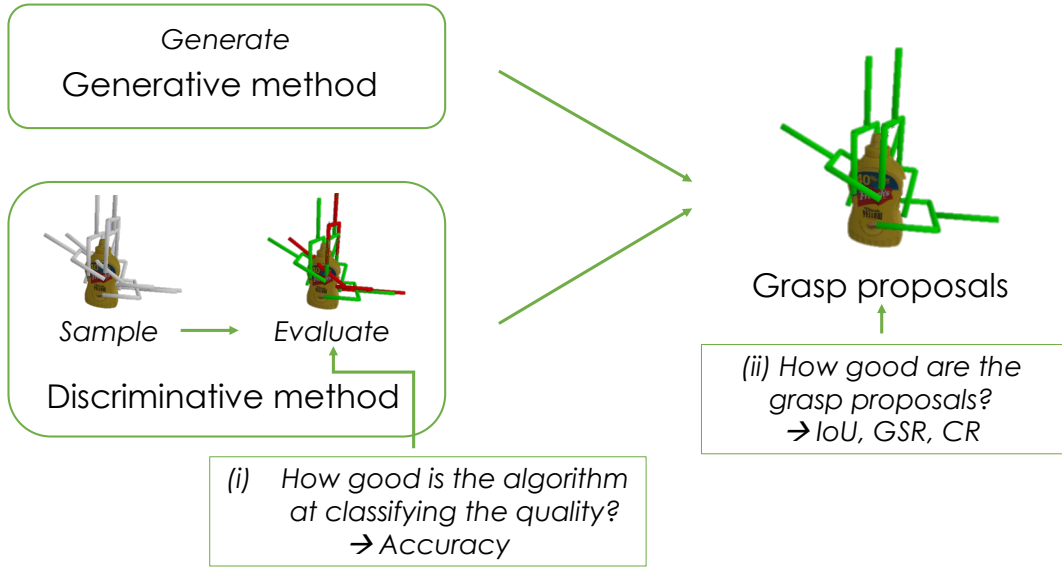 Generate
Generative method
Sample
Evaluate
Discriminative method
(i) How good is the algorithm
at classifying the quality?
→ Accuracy
Grasp proposals
(ii) How good are the
grasp proposals?
→ IoU, GSR, CR